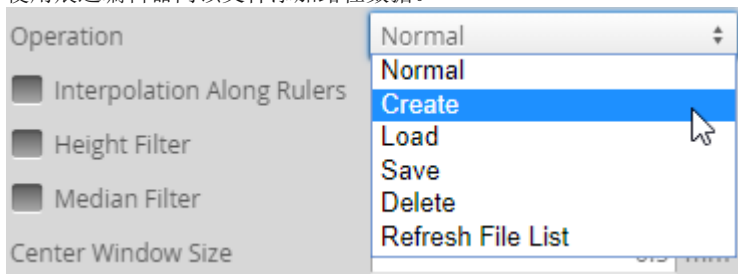 Operation
Normal
Normal
Interpolation Along Rulers
Create
Height Filter
Load
Save
Median Filter
Delete
Refresh File List
Center Window Size
mm